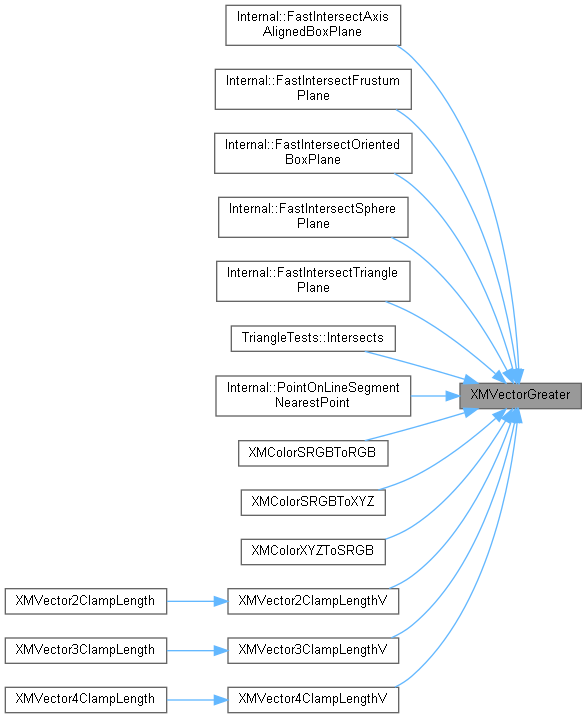 Internal::FastIntersectAxis
AlignedBoxPlane
Internal::FastIntersectFrustum
Plane
Internal::FastIntersectOriented
BoxPlane
Internal::FastIntersectSphere
Plane
Internal::FastIntersectTriangle
Plane
TriangleTests::Intersects
Internal::PointOnLineSegment
NearestPoint
XMVectorGreater
XMColorSRGBToRGB
XMColorSRGBToXYZ
XMColorXYZToSRGB
XMVector2ClampLength
XMVector2ClampLengthV
XMVector3ClampLength
XMVector3ClampLengthV
XMVector4ClampLength
XMVector4ClampLengthV